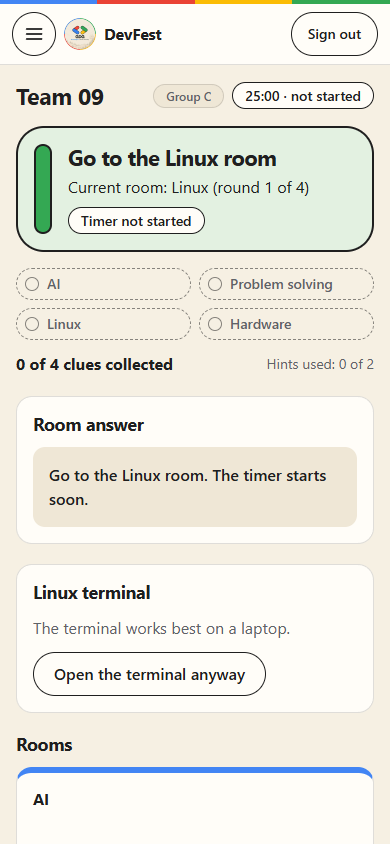 DevFest
Sign out
Team 09
Group C
25:00 · not started
Go to the Linux room
Current room: Linux (round 1 of 4)
Timer not started
AI
Problem solving
Linux
Hardware
0 of 4 clues collected
Hints used: 0 of 2
Room answer
Go to the Linux room. The timer starts
soon.
Linux terminal
The terminal works best on a laptop.
Open the terminal anyway
Rooms
AI